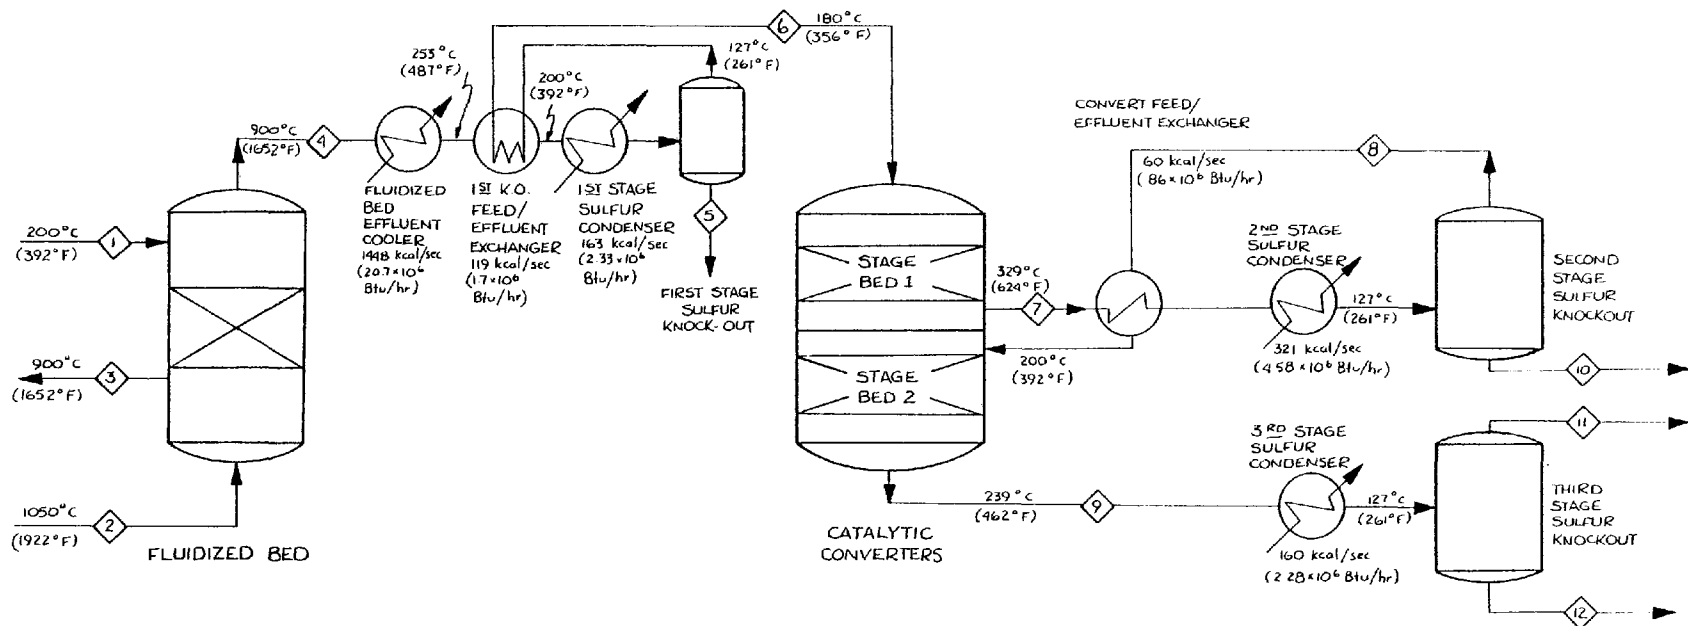 6
180°C
(356°F)
253°C
(487°F)
127°C
(261°F)
200°C
(392°F)
900°C
(1652°F)
4
FLUIDIZED
BED
EFFLUENT
COOLER
1448 kcal/sec
(20.7×10⁶
Btu/hr)
1ST K.O.
FEED/
EFFLUENT
EXCHANGER
119 kcal/sec
(1.7×10⁶
Btu/hr)
1ST STAGE
SULFUR
CONDENSER
163 kcal/sec
(2.33×10⁶
Btu/hr)
5
FIRST STAGE
SULFUR
KNOCK-OUT
200°C
(392°F)
1
900°C
(1652°F)
3
1050°C
(1922°F)
2
FLUIDIZED BED
STAGE
BED 1
STAGE
BED 2
CATALYTIC
CONVERTERS
CONVERT FEED/
EFFLUENT EXCHANGER
60 kcal/sec
(.86×10⁶ Btu/hr)
8
329°C
(624°F)
7
200°C
(392°F)
2ND STAGE
SULFUR
CONDENSER
127°C
(261°F)
321 kcal/sec
(4.58×10⁶ Btu/hr)
SECOND
STAGE
SULFUR
KNOCKOUT
10
11
239°C
(462°F)
9
3RD STAGE
SULFUR
CONDENSER
127°C
(261°F)
160 kcal/sec
(2.28×10⁶ Btu/hr)
THIRD
STAGE
SULFUR
KNOCKOUT
12